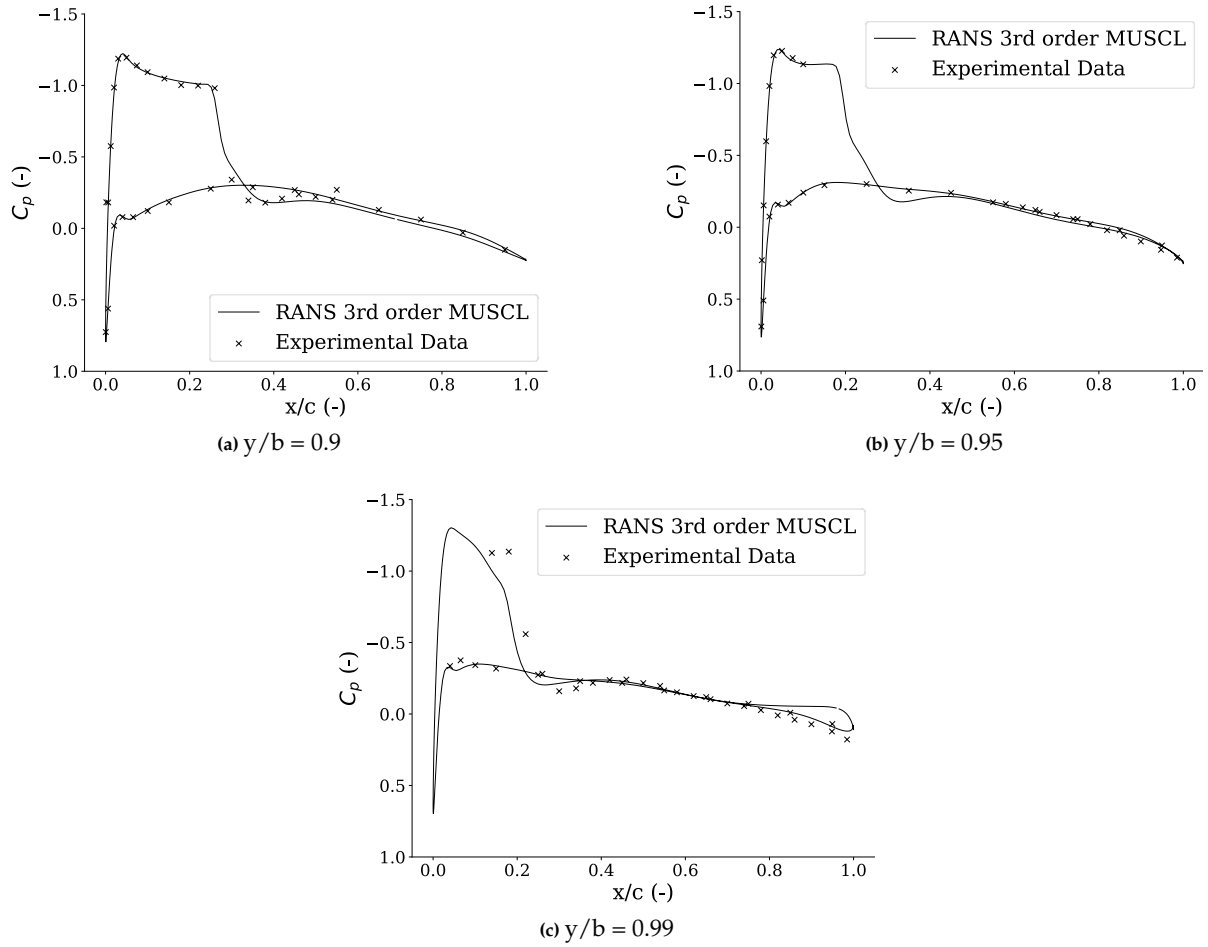 −1.5
−1.0
−0.5
0.0
0.5
1.0
C_p (-)
RANS 3rd order MUSCL
Experimental Data
0.0 0.2 0.4 0.6 0.8 1.0
x/c (-)
(a) y/b = 0.9
−1.5
−1.0
−0.5
0.0
0.5
1.0
C_p (-)
RANS 3rd order MUSCL
Experimental Data
0.0 0.2 0.4 0.6 0.8 1.0
x/c (-)
(b) y/b = 0.95
−1.5
−1.0
−0.5
0.0
0.5
1.0
C_p (-)
RANS 3rd order MUSCL
Experimental Data
0.0 0.2 0.4 0.6 0.8 1.0
x/c (-)
(c) y/b = 0.99